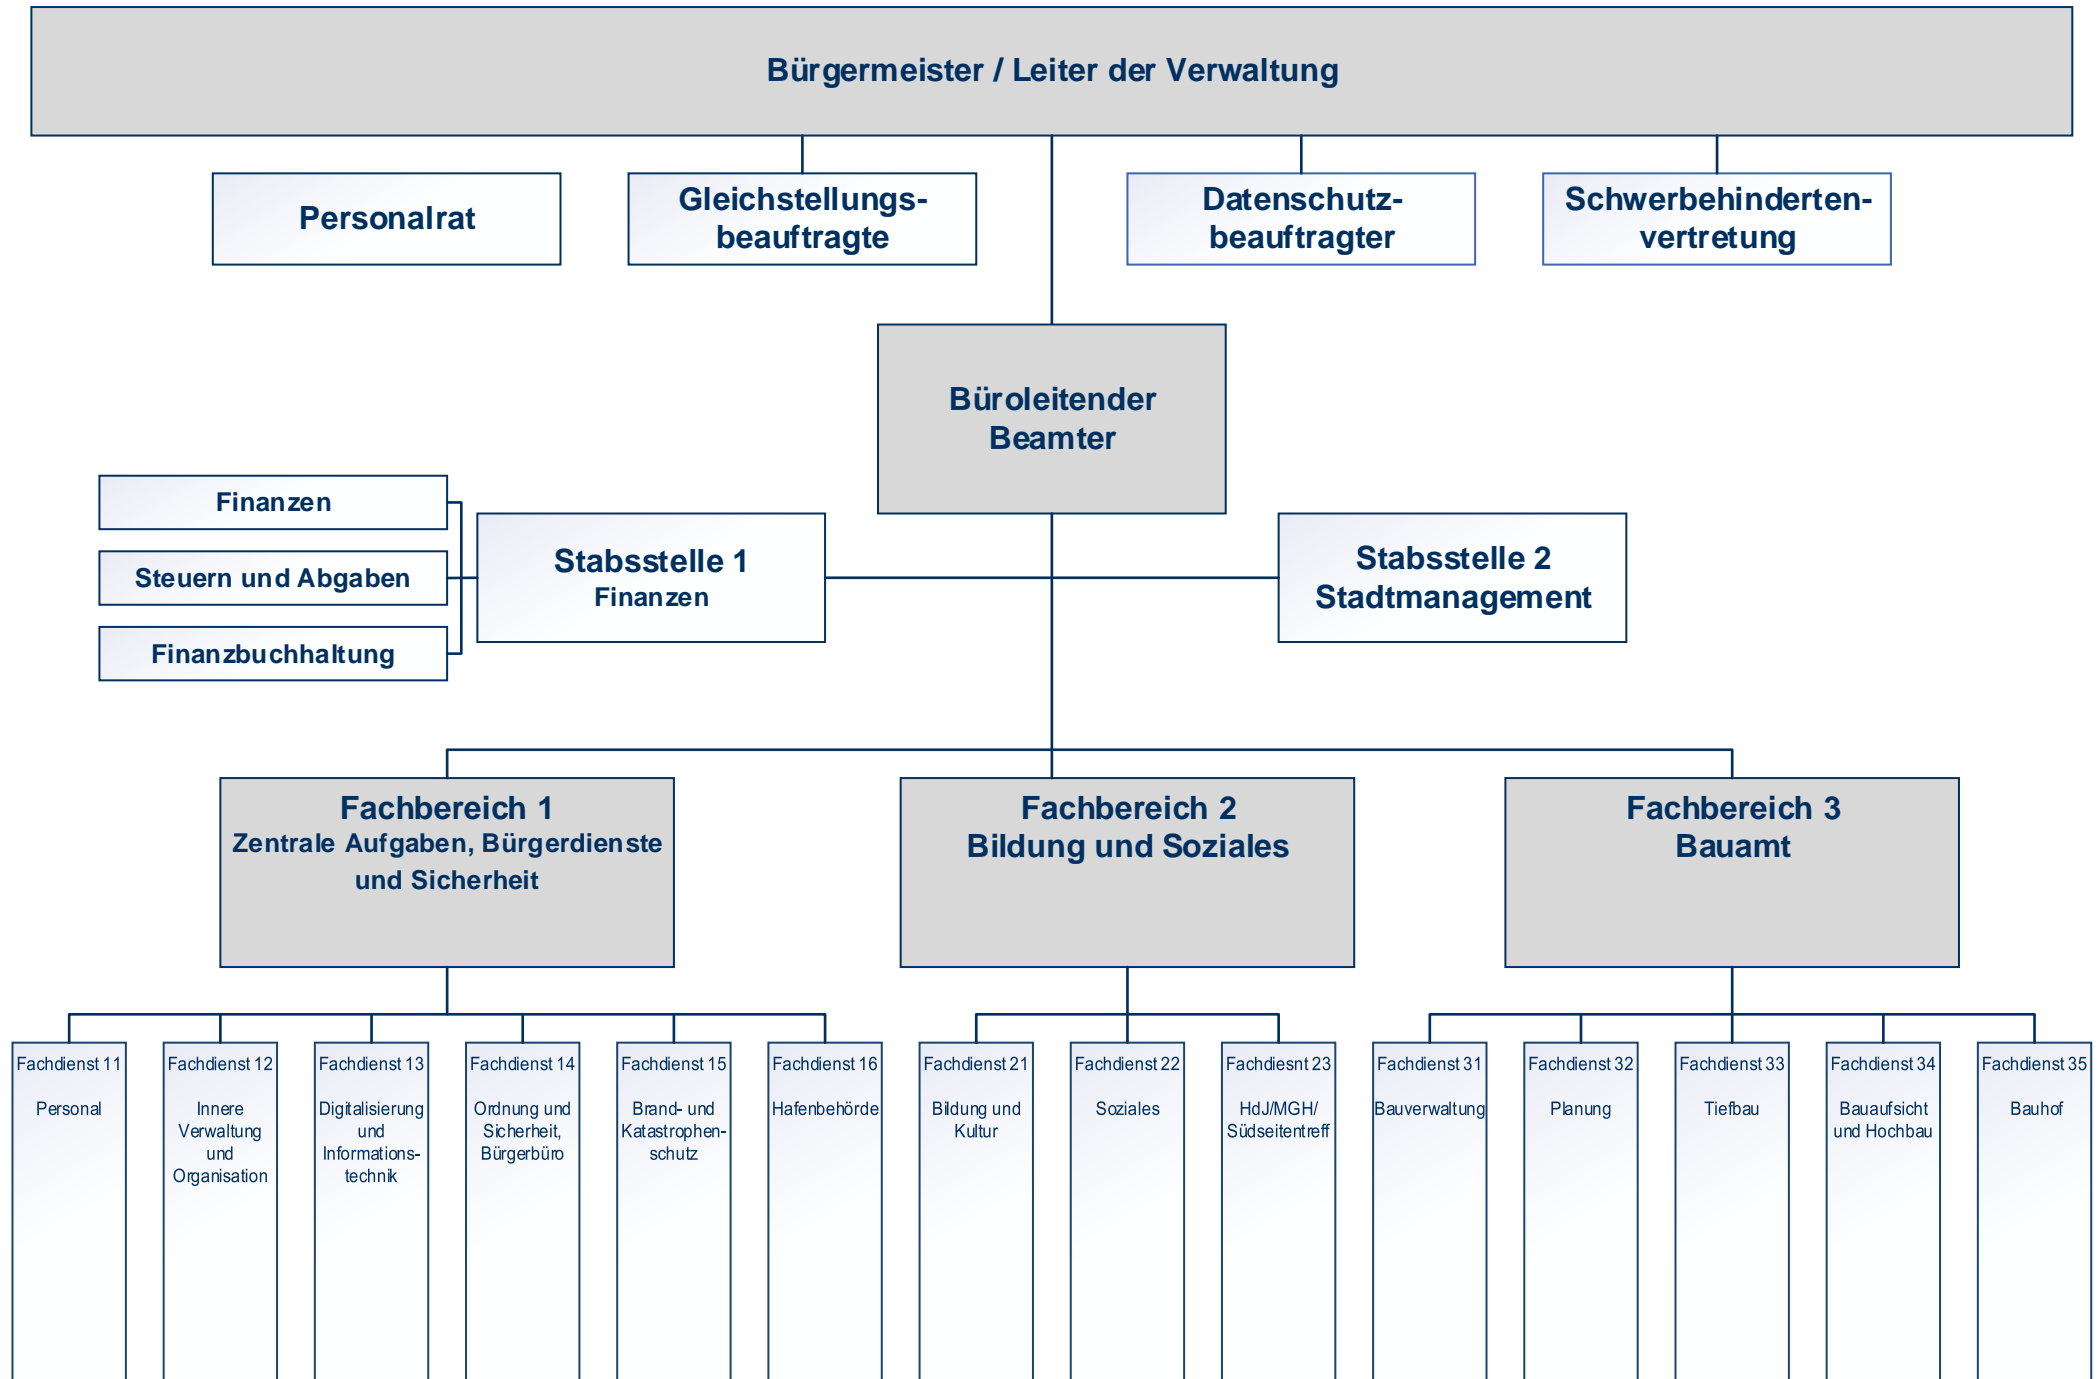 Bürgermeister / Leiter der Verwaltung
Personalrat
Gleichstellungs-
beauftragte
Datenschutz-
beauftragter
Schwerbehinderten-
vertretung
Büroleitender
Beamter
Finanzen
Steuern und Abgaben
Finanzbuchhaltung
Stabsstelle 1
Finanzen
Stabsstelle 2
Stadtmanagement
Fachbereich 1
Zentrale Aufgaben, Bürgerdienste
und Sicherheit
Fachbereich 2
Bildung und Soziales
Fachbereich 3
Bauamt
Fachdienst 11
Personal
Fachdienst 12
Innere
Verwaltung
und
Organisation
Fachdienst 13
Digitalisierung
und
Informations-
technik
Fachdienst 14
Ordnung und
Sicherheit,
Bürgerbüro
Fachdienst 15
Brand- und
Katastrophen-
schutz
Fachdienst 16
Hafenbehörde
Fachdienst 21
Bildung und
Kultur
Fachdienst 22
Soziales
Fachdiesnt 23
HdJ/MGH/
Südseitentreff
Fachdienst 31
Bauverwaltung
Fachdienst 32
Planung
Fachdienst 33
Tiefbau
Fachdienst 34
Bauaufsicht
und Hochbau
Fachdienst 35
Bauhof